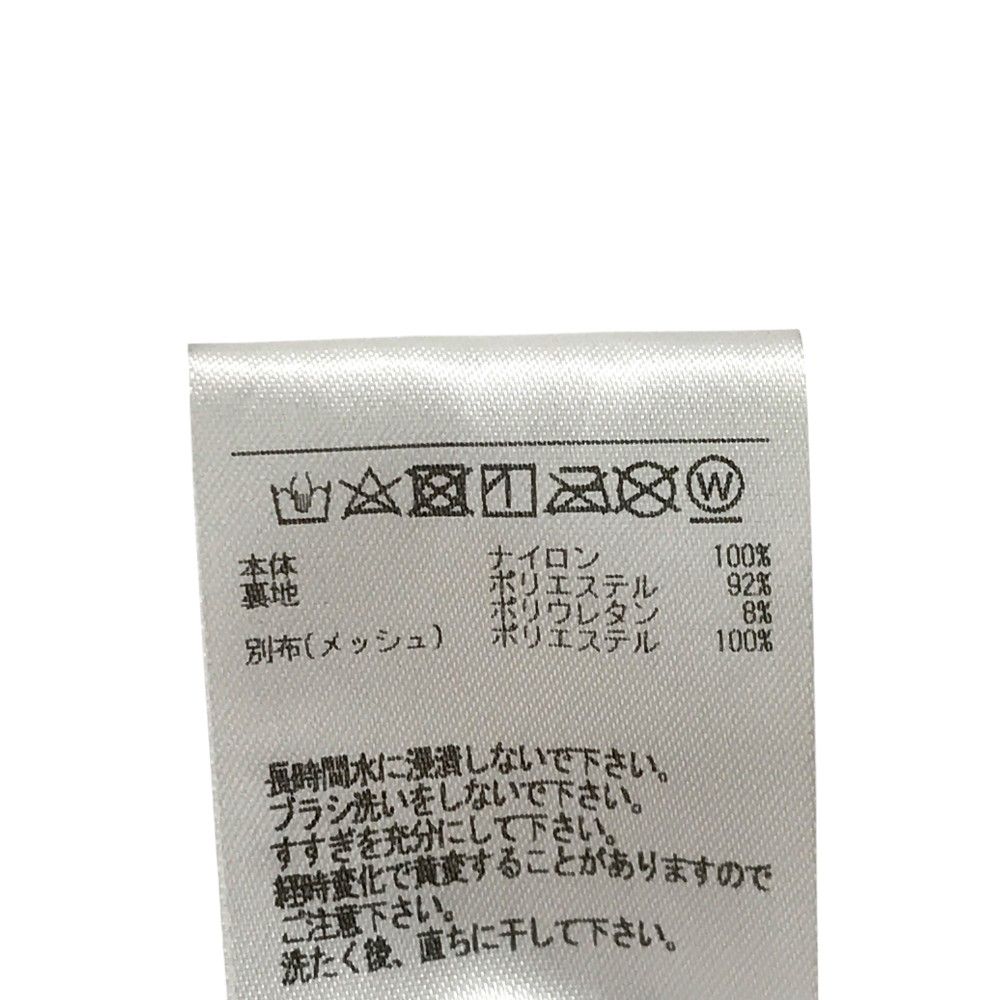 W
本体 ナイロン 100%
裏地 ポリエステル 92%
ポリウレタン 8%
別布(メッシュ) ポリエステル 100%
長時間水に浸漬しないで下さい。
ブラシ洗いをしないで下さい。
すすぎを充分にして下さい。
経時変化で黄変することがありますので
ご注意下さい。
洗たく後、直ちに干して下さい。